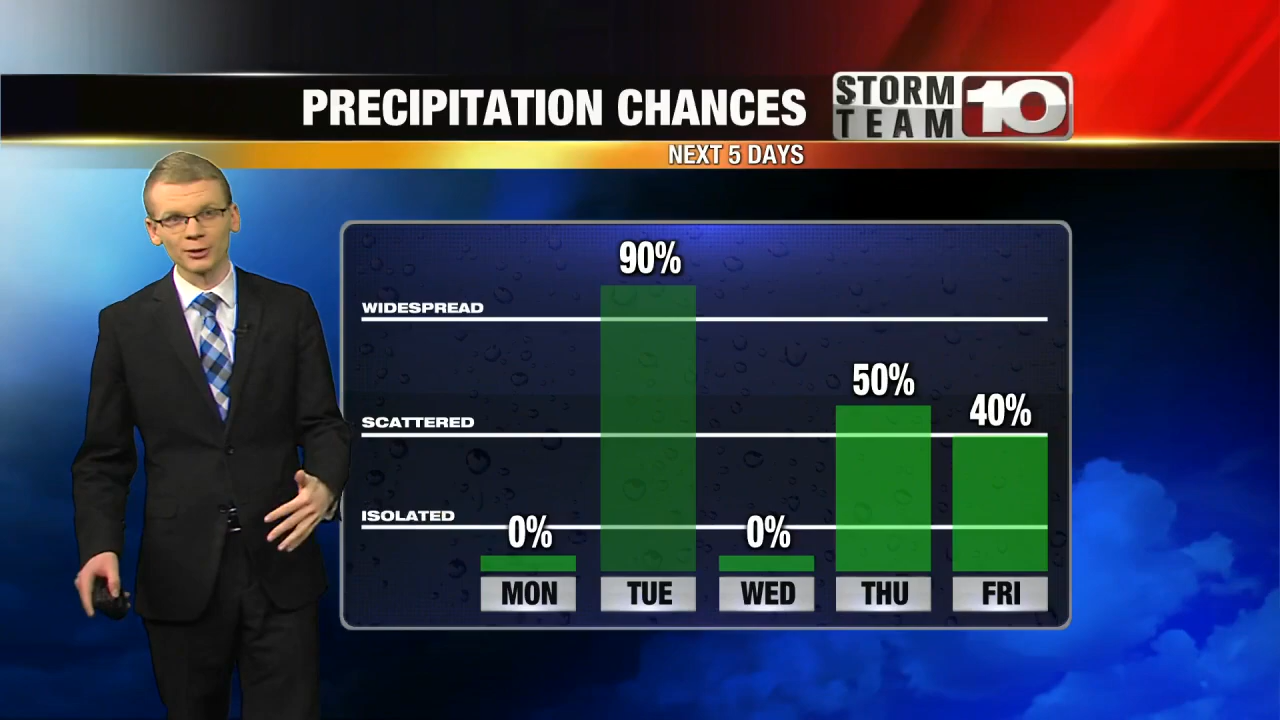 PRECIPITATION CHANCES
STORM TEAM 10
NEXT 5 DAYS
90%
WIDESPREAD
50%
40%
SCATTERED
ISOLATED
0%
0%
MON TUE WED THU FRI